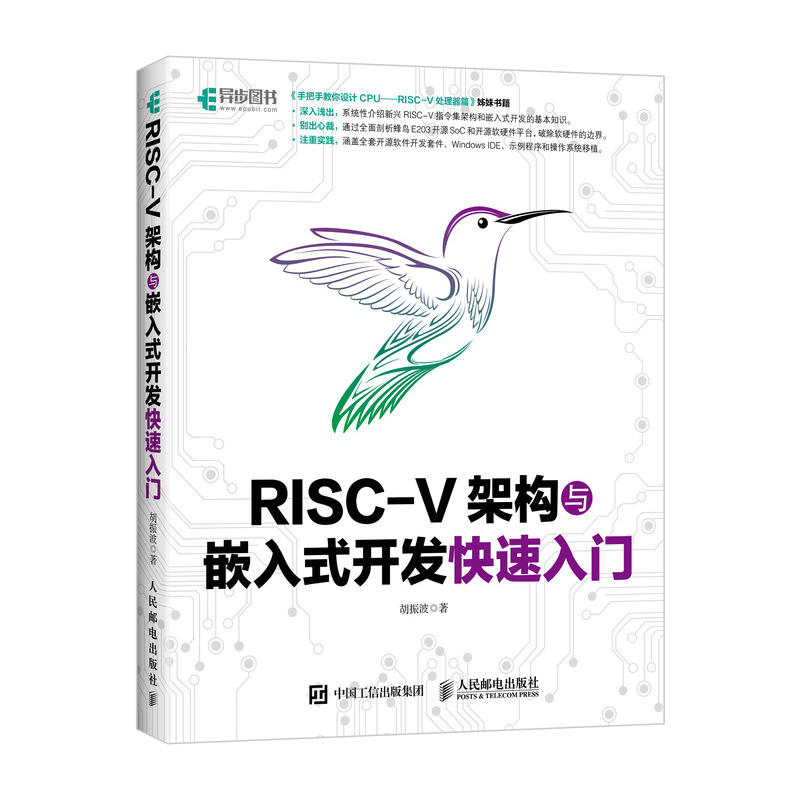 异步图书
www.epubit.com
《手把手教你设计 CPU——RISC-V 处理器篇》姊妹书籍
• 深入浅出，系统性介绍新兴 RISC-V 指令集架构和嵌入式开发的基本知识。
• 别出心裁，通过全面剖析蜂鸟 E203 开源 SoC 和开源软硬件平台，破除软硬件的边界。
• 注重实践，涵盖全套开源软件开发套件、Windows IDE、示例程序和操作系统移植。
RISC-V 架构与
嵌入式开发快速入门
胡振波 著
中国工信出版集团
人民邮电出版社
POSTS & TELECOM PRESS
RISC-V 架构与嵌入式开发快速入门
胡振波 著
人民邮电出版社